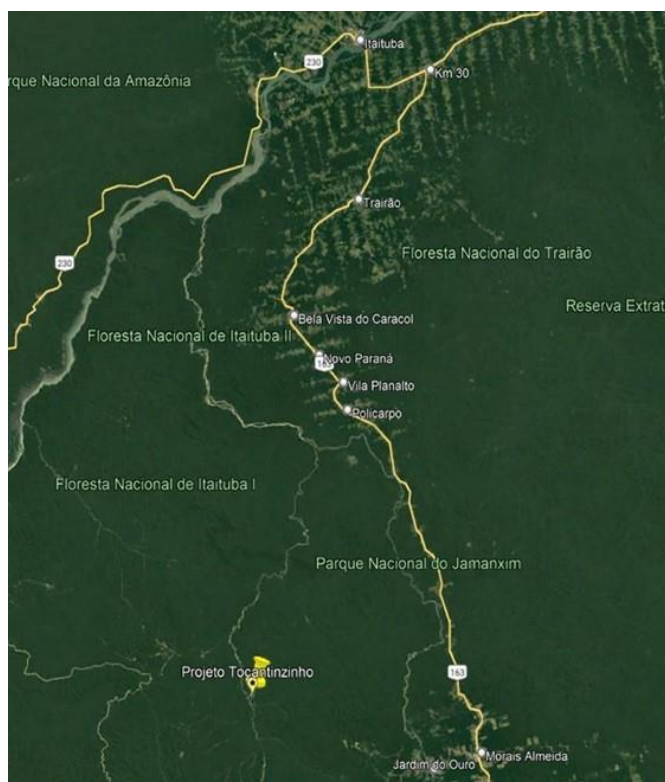 Itaituba
230
rque Nacional da Amazônia
Km 30
Trairão
Floresta Nacional do Trairão
230
Reserva Extrat
Bela Vista do Caracol
Floresta Nacional de Itaituba II
Novo Paraná
163
Vila Planalto
Policarpo
Floresta Nacional de Itaituba I
Parque Nacional do Jamanxim
Projeto Tocantinzinho
163
Morais Almeida
Jardim do Ouro